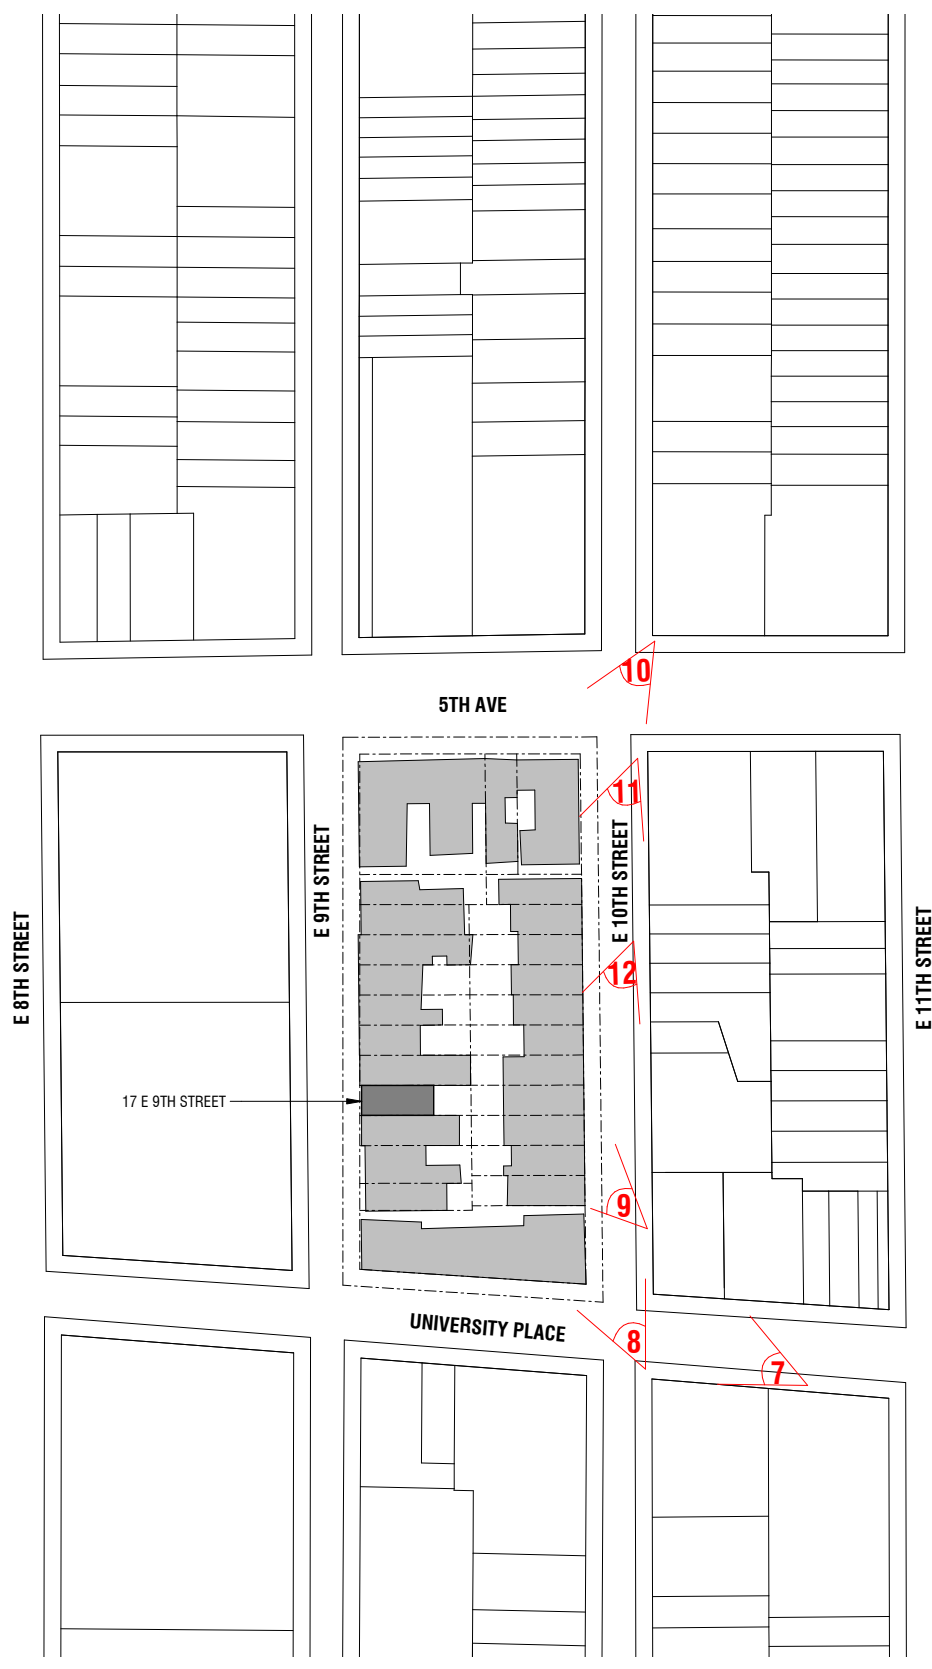 10
5TH AVE
11
E 9TH STREET
E 10TH STREET
E 8TH STREET
E 11TH STREET
12
17 E 9TH STREET
9
UNIVERSITY PLACE
8
7